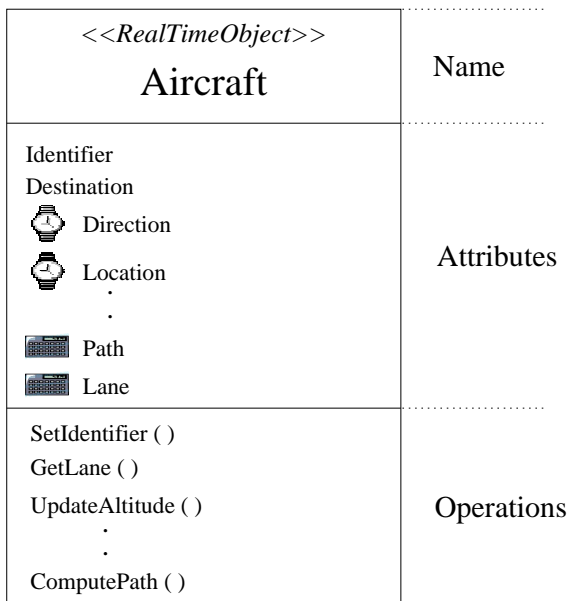 <<RealTimeObject>>
Aircraft
Name
Identifier
Destination
Direction
Location
.
.
Path
Lane
Attributes
SetIdentifier ( )
GetLane ( )
UpdateAltitude ( )
.
.
ComputePath ( )
Operations